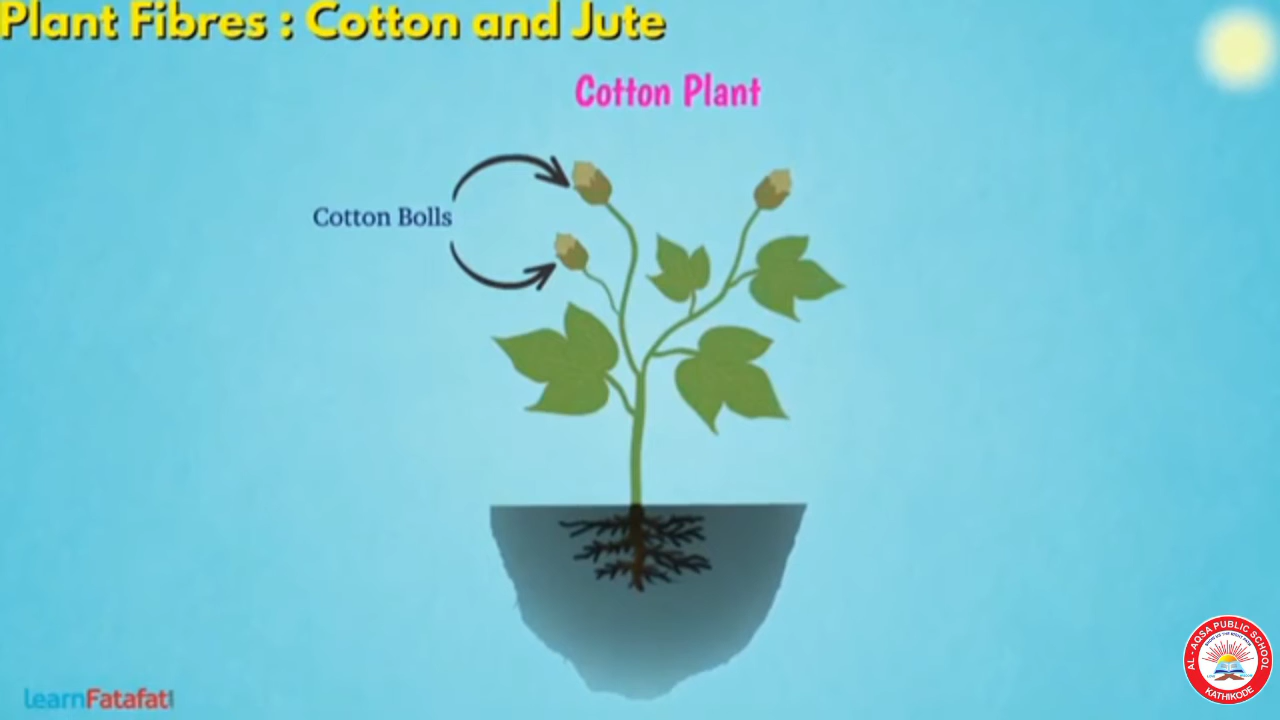 Plant Fibres : Cotton and Jute
Cotton Plant
Cotton Bolls
learnFatafat
AL - AQSA PUBLIC SCHOOL
KATHIKODE